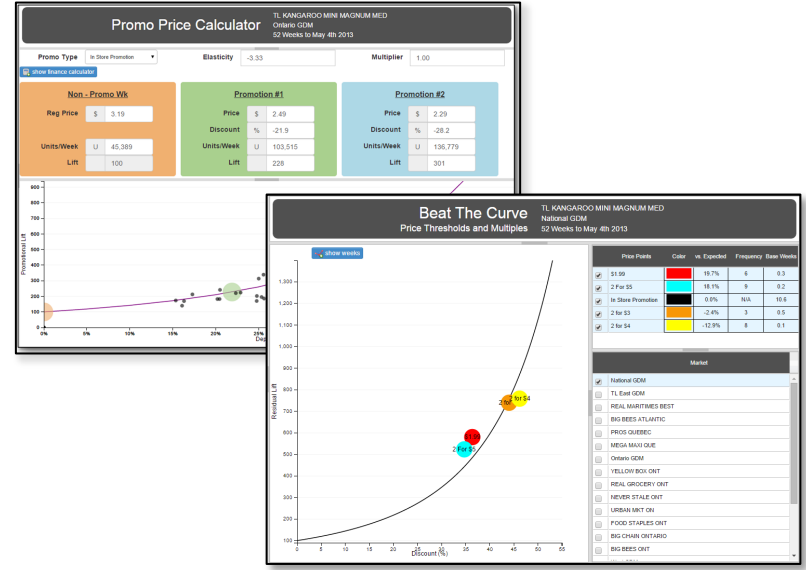 Promo Price Calculator
TL KANGAROO MINI MAGNUM MED
Ontario GDM
52 Weeks to May 4th 2013
Promo Type In Store Promotion Elasticity -3.33 Multiplier 1.00
show finance calculator
Non - Promo Wk
Reg Price $ 3.19
Units/Week U 45,389
Lift 100
Promotion #1
Price $ 2.49
Discount % -21.9
Units/Week U 103,515
Lift 228
Promotion #2
Price $ 2.29
Discount % -28.2
Units/Week U 136,779
Lift 301
Promotional Lift
900
800
700
600
500
400
300
200
100
0
0% 5% 10% 15% 20% 25%
Dep
Beat The Curve
Price Thresholds and Multiples
TL KANGAROO MINI MAGNUM MED
National GDM
52 Weeks to May 4th 2013
show weeks
Residual Lift
1,300
1,200
1,100
1,000
900
800
700
600
500
400
300
200
100
2 for $4
2 for
$1.99
2 For $5
0 5 10 15 20 25 30 35 40 45 50 55
Discount (%)
Price Points Color vs. Expected Frequency Base Weeks
$1.99 19.7% 6 0.3
2 For $5 18.1% 9 0.2
In Store Promotion 0.0% N/A 10.6
2 for $3 -2.4% 3 0.5
2 for $4 -12.9% 8 0.1
Market
National GDM
TL East GDM
REAL MARITIMES BEST
BIG BEES ATLANTIC
PROS QUEBEC
MEGA MAXI QUE
Ontario GDM
YELLOW BOX ONT
REAL GROCERY ONT
NEVER STALE ONT
URBAN MKT ON
FOOD STAPLES ONT
BIG CHAIN ONTARIO
BIG BEES ONT